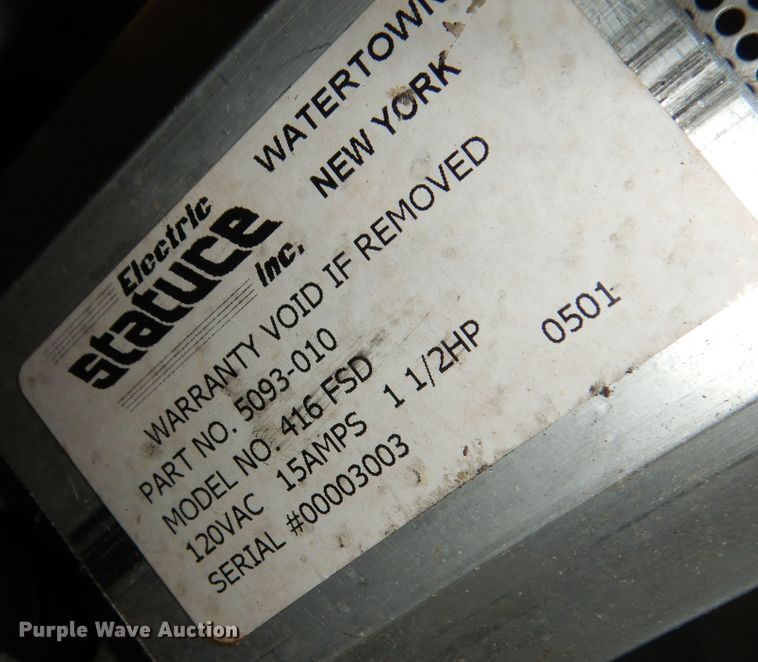 Electric
Statuce
Inc.
WATERTOWN
NEW YORK
WARRANTY VOID IF REMOVED
PART NO. 5093-010
MODEL NO. 416 FSD
120VAC 15AMPS 1 1/2HP 0501
SERIAL #00003003
Purple Wave Auction